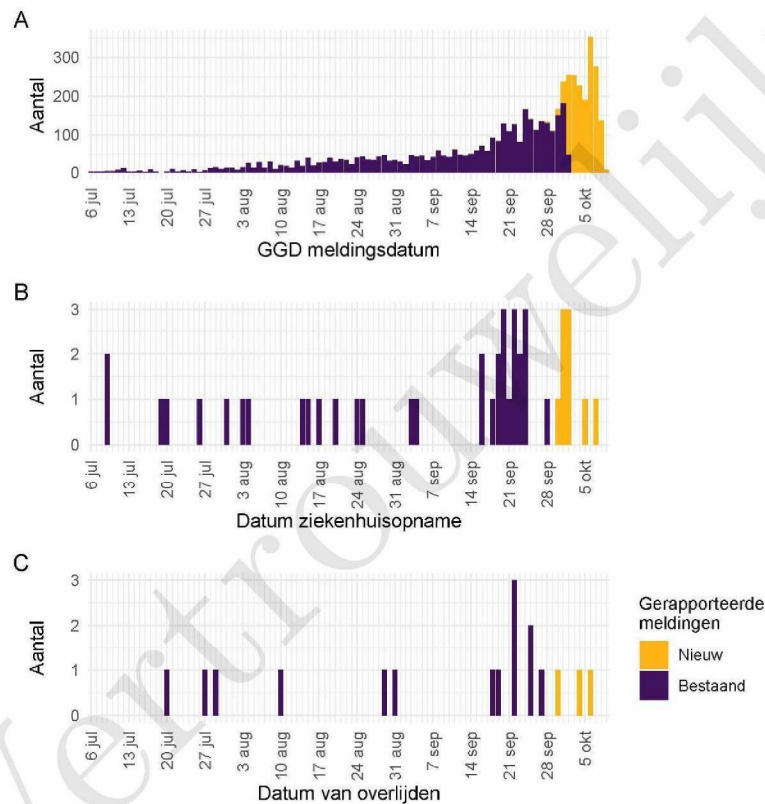 A
Aantal
300
200
100
0
6 jul
13 jul
20 jul
27 jul
3 aug
10 aug
17 aug
24 aug
31 aug
7 sep
14 sep
21 sep
28 sep
5 okt
GGD meldingsdatum
B
Aantal
3
2
1
0
6 jul
13 jul
20 jul
27 jul
3 aug
10 aug
17 aug
24 aug
31 aug
7 sep
14 sep
21 sep
28 sep
5 okt
Datum ziekenhuisopname
C
Aantal
3
2
1
0
6 jul
13 jul
20 jul
27 jul
3 aug
10 aug
17 aug
24 aug
31 aug
7 sep
14 sep
21 sep
28 sep
5 okt
Datum van overlijden
Gerapporteerde
meldingen
Nieuw
Bestaand
Vertrouwelijk